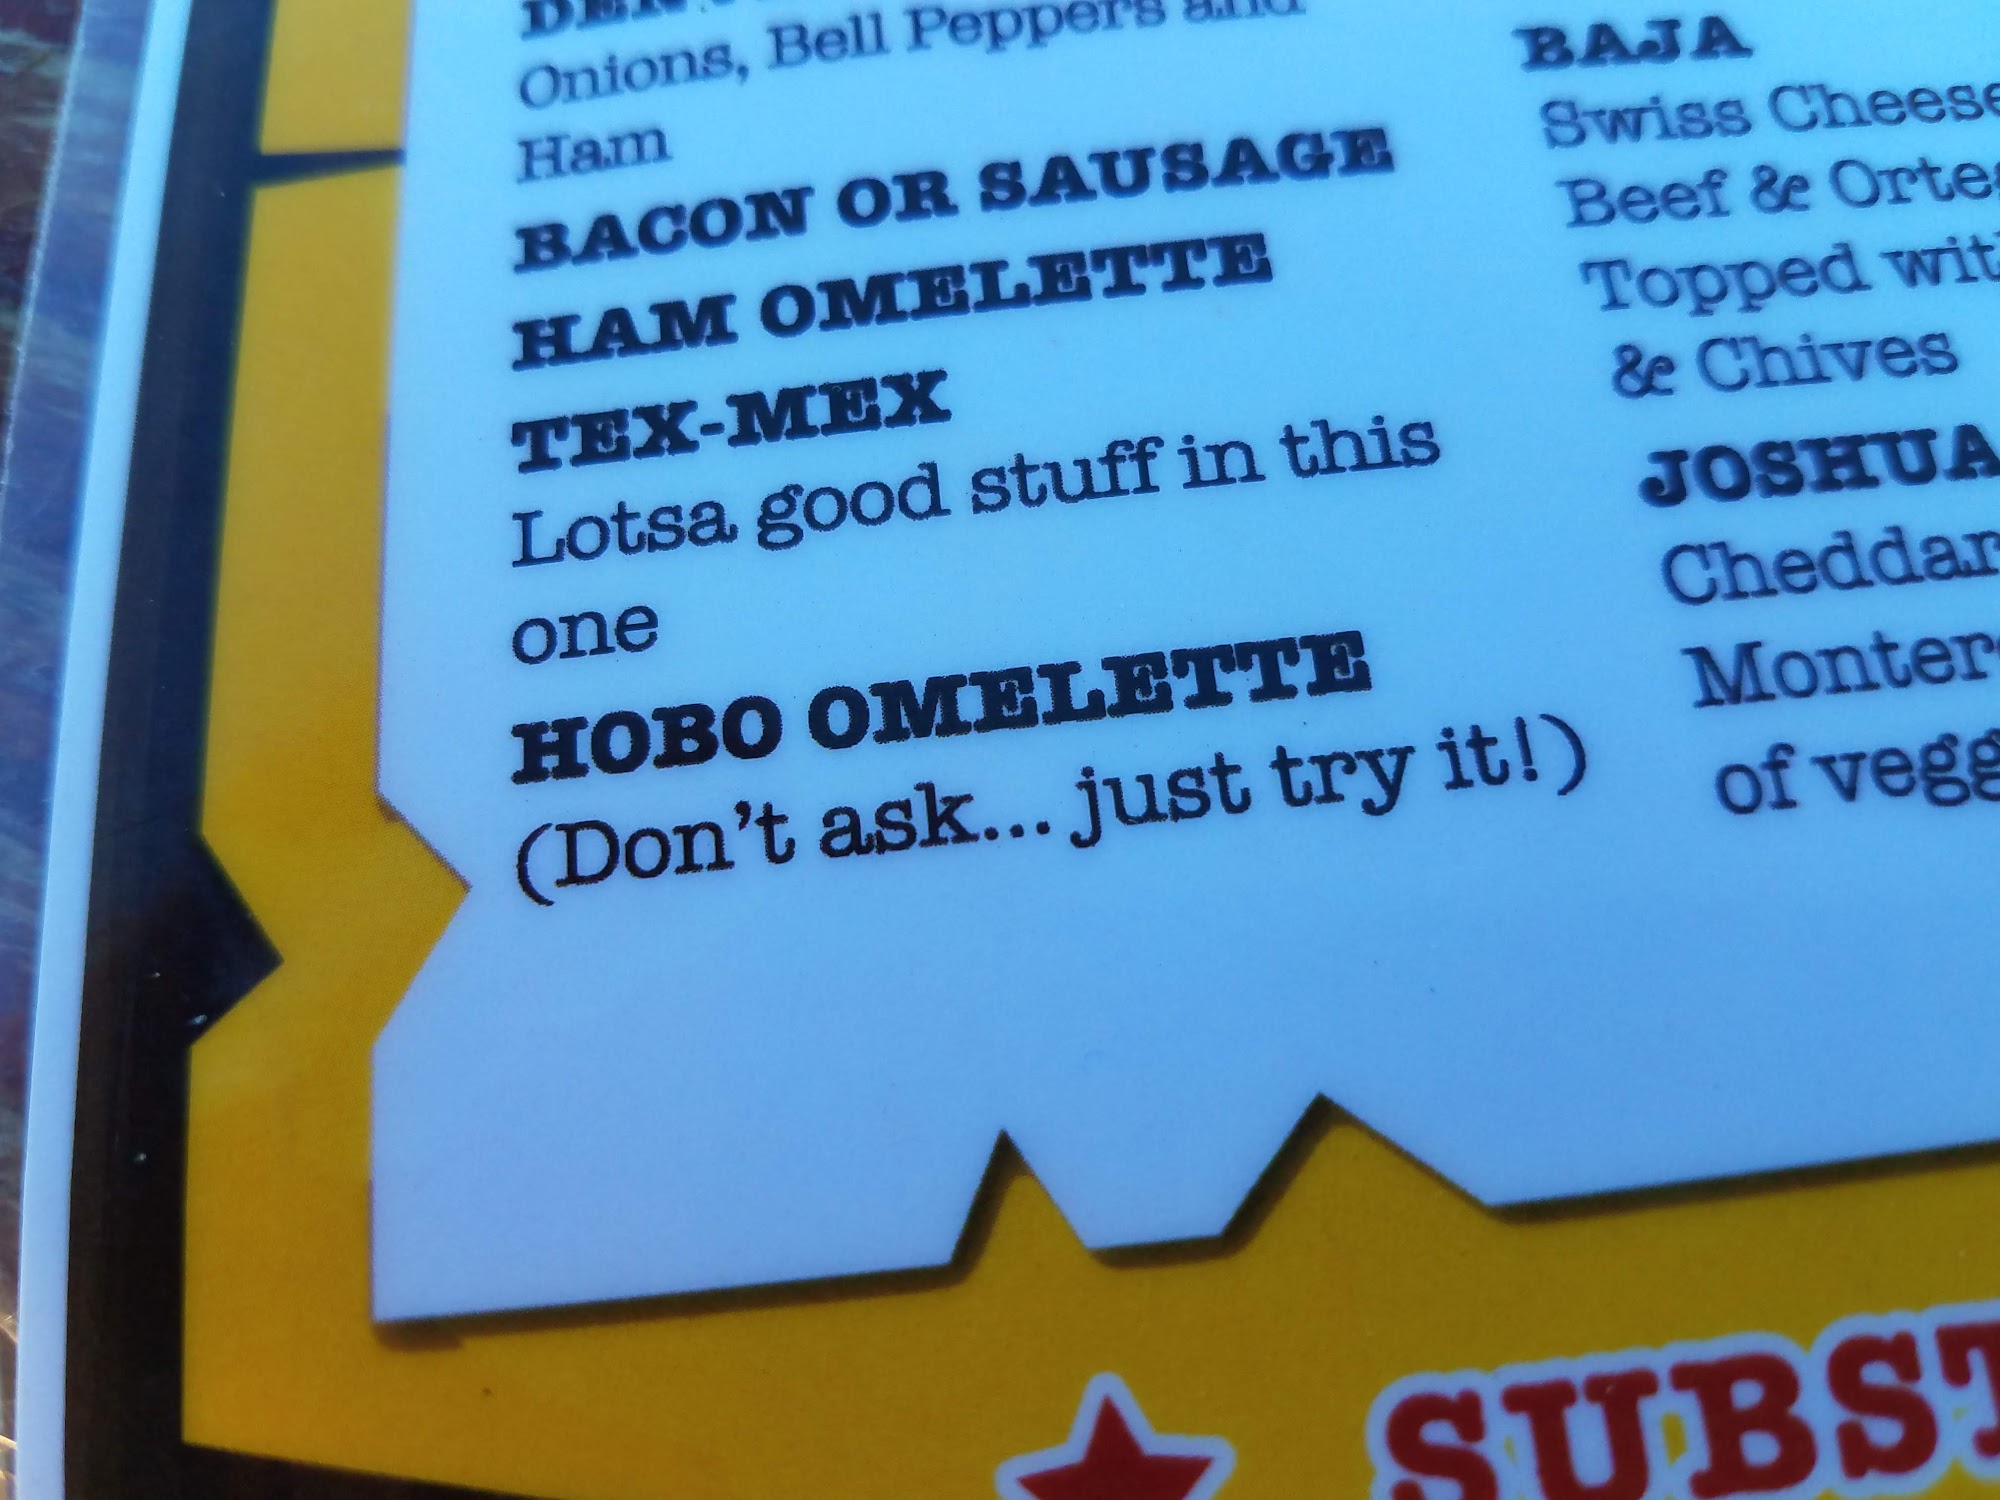 Onions, Bell Peppers and
Ham
BACON OR SAUSAGE
HAM OMELETTE
TEX-MEX
Lotsa good stuff in this
one
HOBO OMELETTE
(Don't ask... just try it!)
BAJA
Swiss Cheese
Beef &
Topped
& Chives
JOSHUA
Cheddar
of